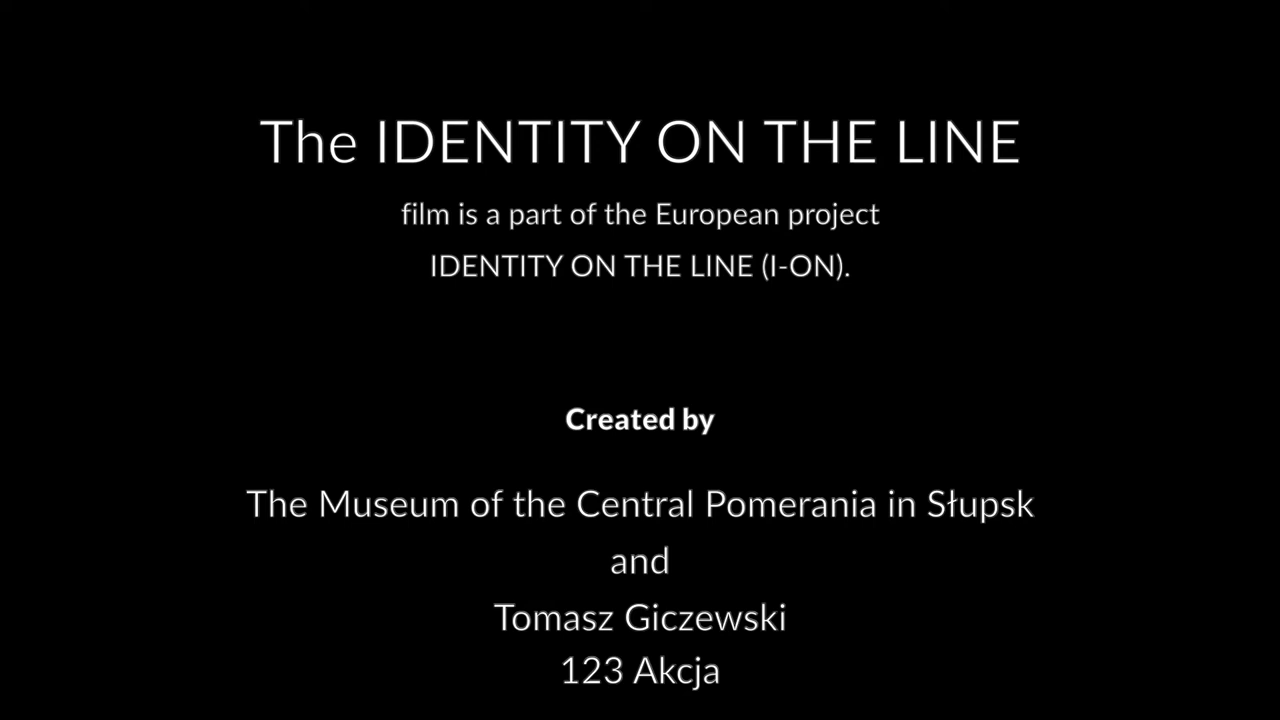 The IDENTITY ON THE LINE
film is a part of the European project
IDENTITY ON THE LINE (I-ON).
Created by
The Museum of the Central Pomerania in Słupsk
and
Tomasz Giczewski
123 Akcja